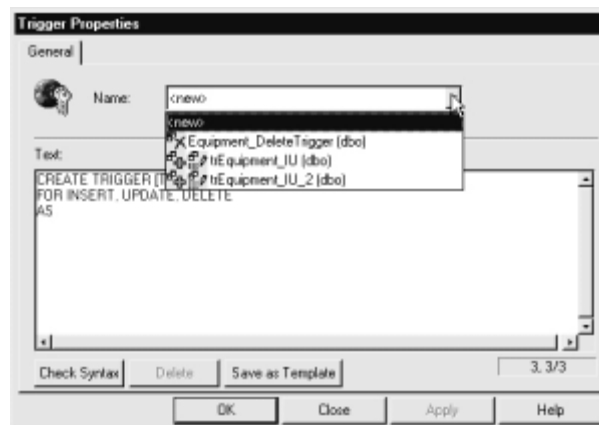 Trigger Properties
General
Name: <new>
<new>
Equipment_DeleteTrigger (dbo)
trEquipment_IU (dbo)
trEquipment_IU_2 (dbo)
Text:
CREATE TRIGGER [T
FOR INSERT, UPDATE, DELETE
AS
Check Syntax Delete Save as Template 3, 3/3
OK Close Apply Help